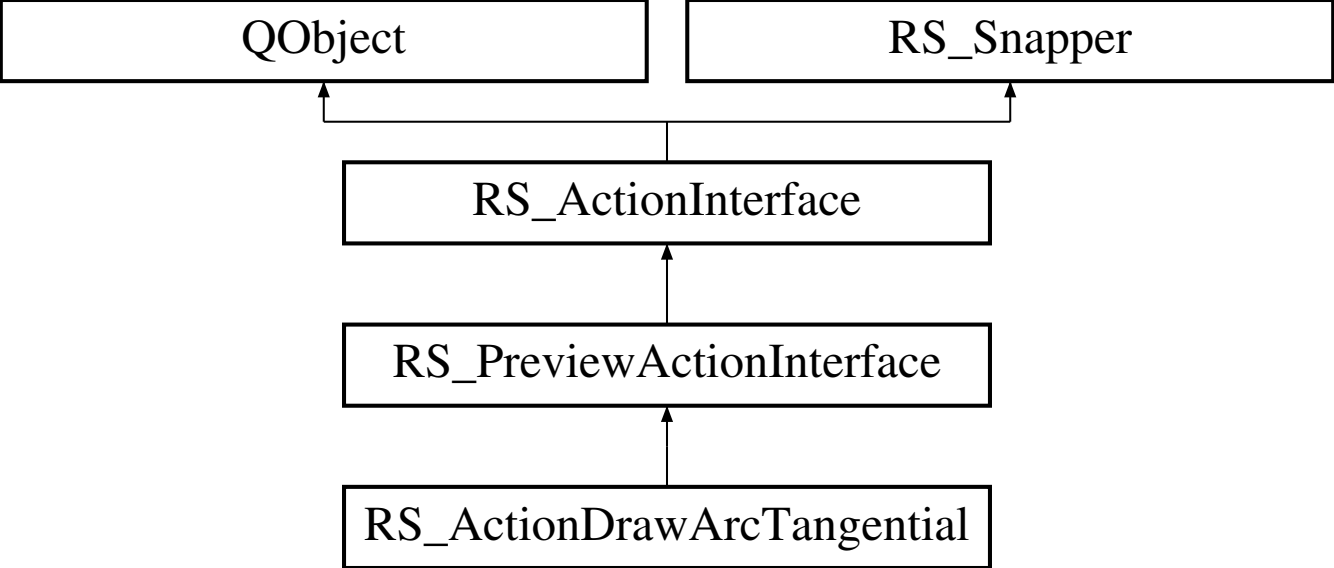 QObject
RS_Snapper
RS_ActionInterface
RS_PreviewActionInterface
RS_ActionDrawArcTangential